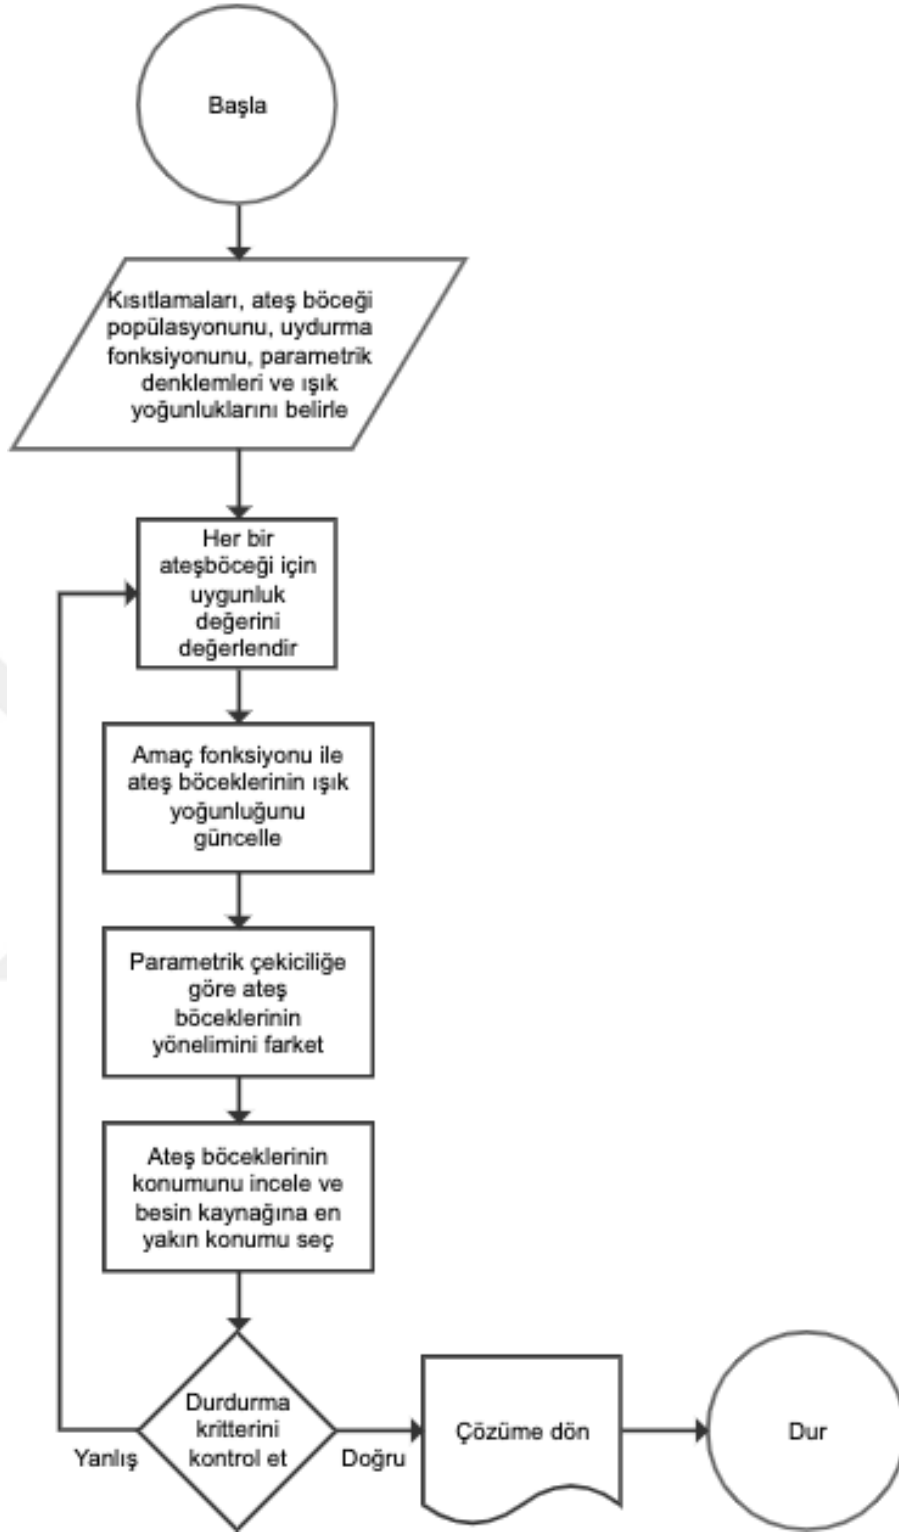 Başla
Kısıtlamaları, ateş böceği
popülasyonunu, uydurma
fonksiyonunu, parametrik
denklemleri ve ışık
yoğunluklarını belirle
Her bir
ateşböceği için
uygunluk
değerini
değerlendir
Amaç fonksiyonu ile
ateş böceklerinin ışık
yoğunluğunu
güncelle
Parametrik çekiciliğe
göre ateş
böceklerinin
yönelimini farket
Ateş böceklerinin
konumunu incele ve
besin kaynağına en
yakın konumu seç
Durdurma
kritterini
kontrol et
Yanlış
Doğru
Çözüme dön
Dur